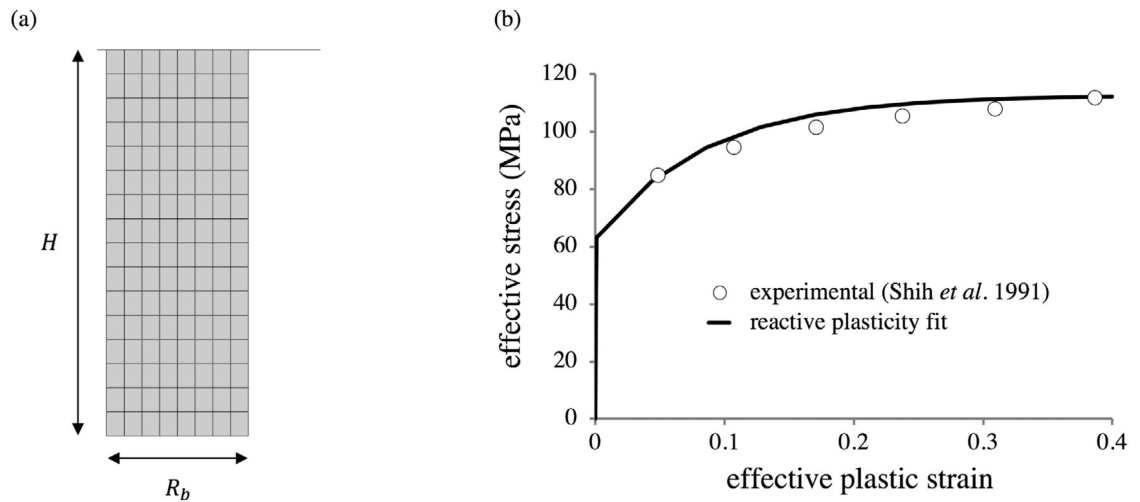 (a)
H
R_b
(b)
effective stress (MPa)
120
100
80
60
40
20
0
experimental (Shih et al. 1991)
reactive plasticity fit
0
0.1
0.2
0.3
0.4
effective plastic strain